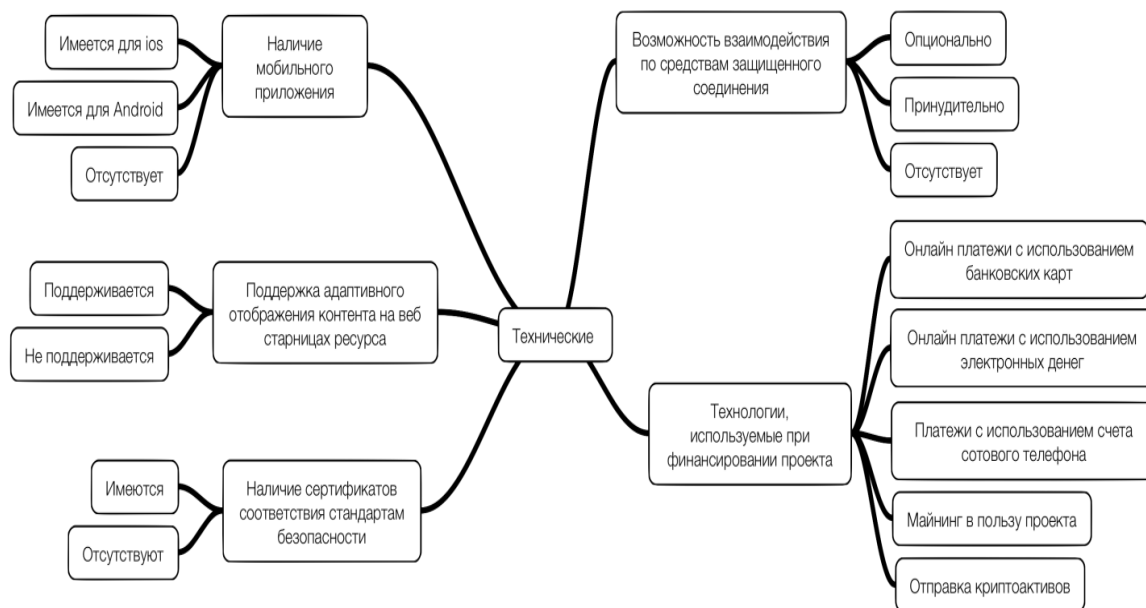 Имеется для ios
Имеется для Android
Отсутствует
Наличие
мобильного
приложения
Поддерживается
Не поддерживается
Поддержка адаптивного
отображения контента на веб
старницах ресурса
Имеются
Отсутствуют
Наличие сертификатов
соответствия стандартам
безопасности
Технические
Возможность взаимодействия
по средствам защищенного
соединения
Опционально
Принудительно
Отсутствует
Технологии,
используемые при
финансировании проекта
Онлайн платежи с использованием
банковских карт
Онлайн платежи с использованием
электронных денег
Платежи с использованием счета
сотового телефона
Майнинг в пользу проекта
Отправка криптоактивов